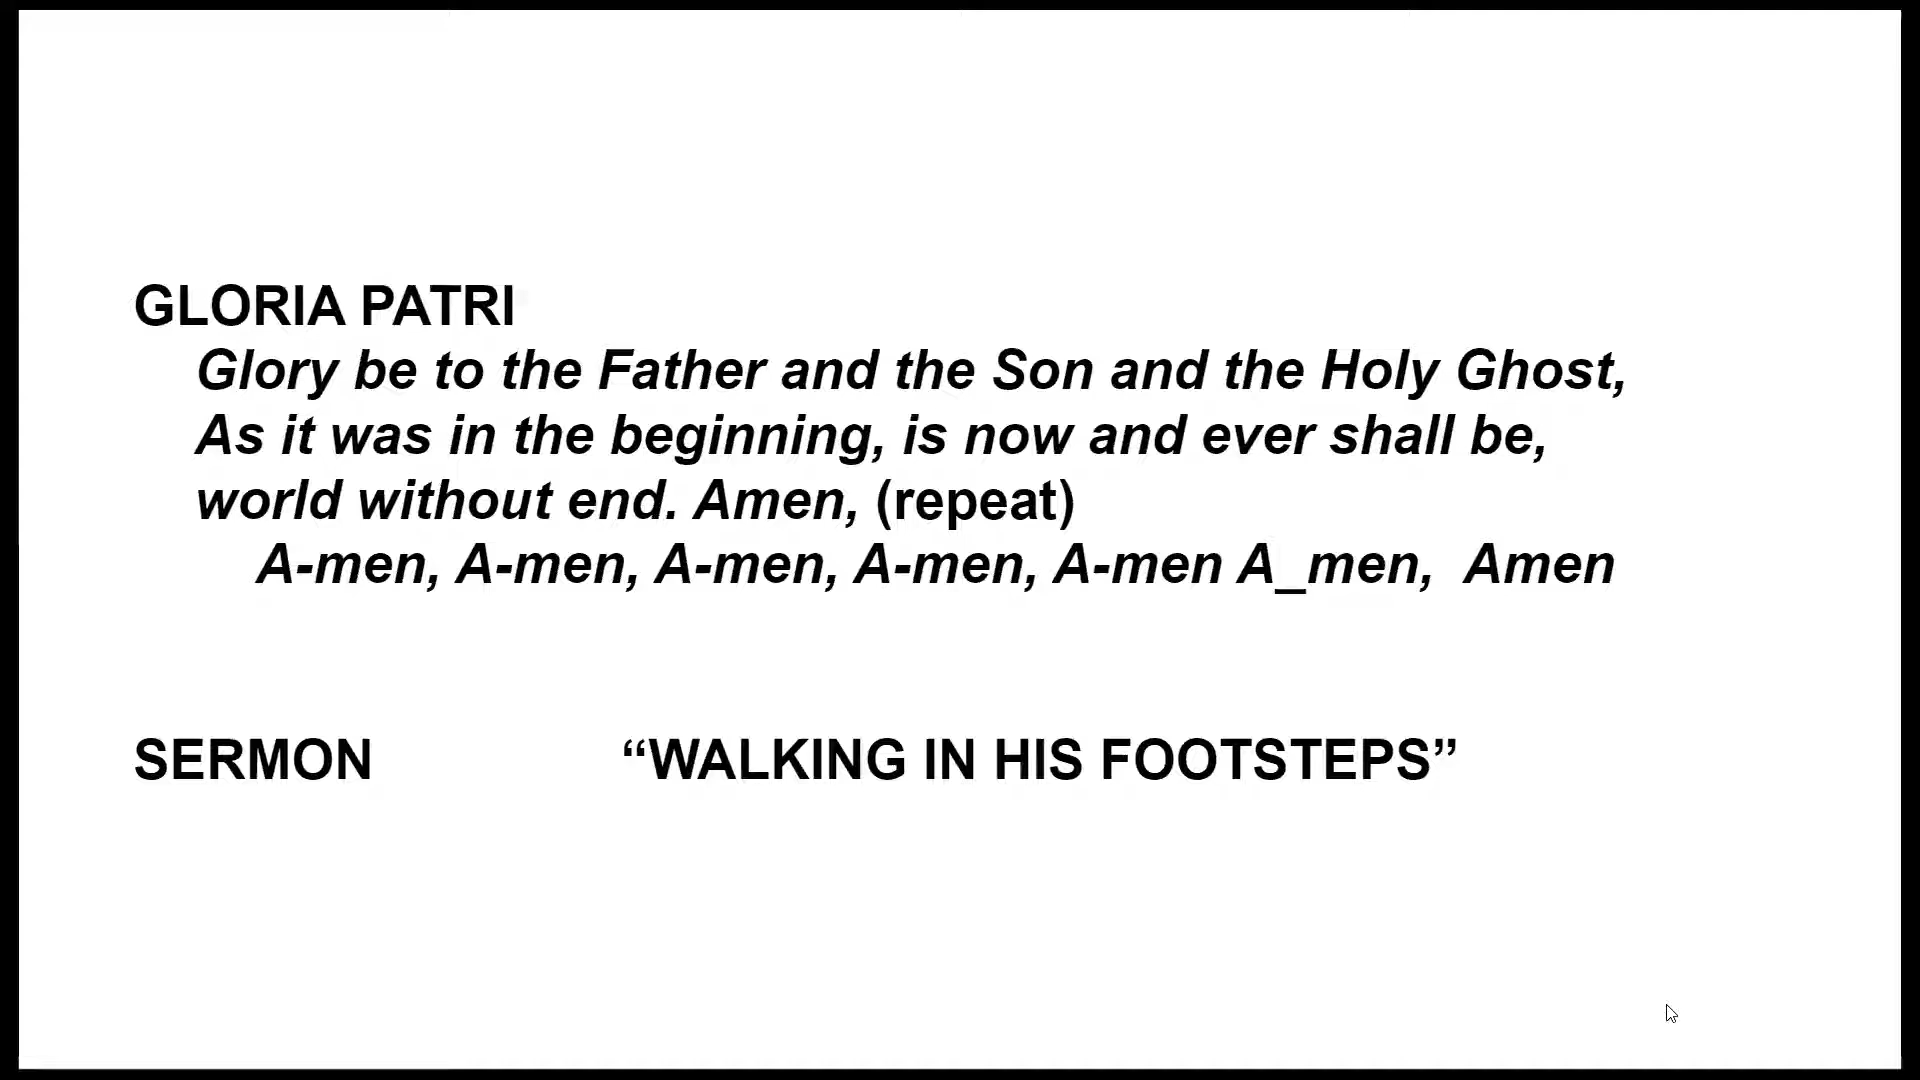 GLORIA PATRI
Glory be to the Father and the Son and the Holy Ghost,
As it was in the beginning, is now and ever shall be,
world without end. Amen, (repeat)
A-men, A-men, A-men, A-men, A-men A_men,  Amen
SERMON “WALKING IN HIS FOOTSTEPS”